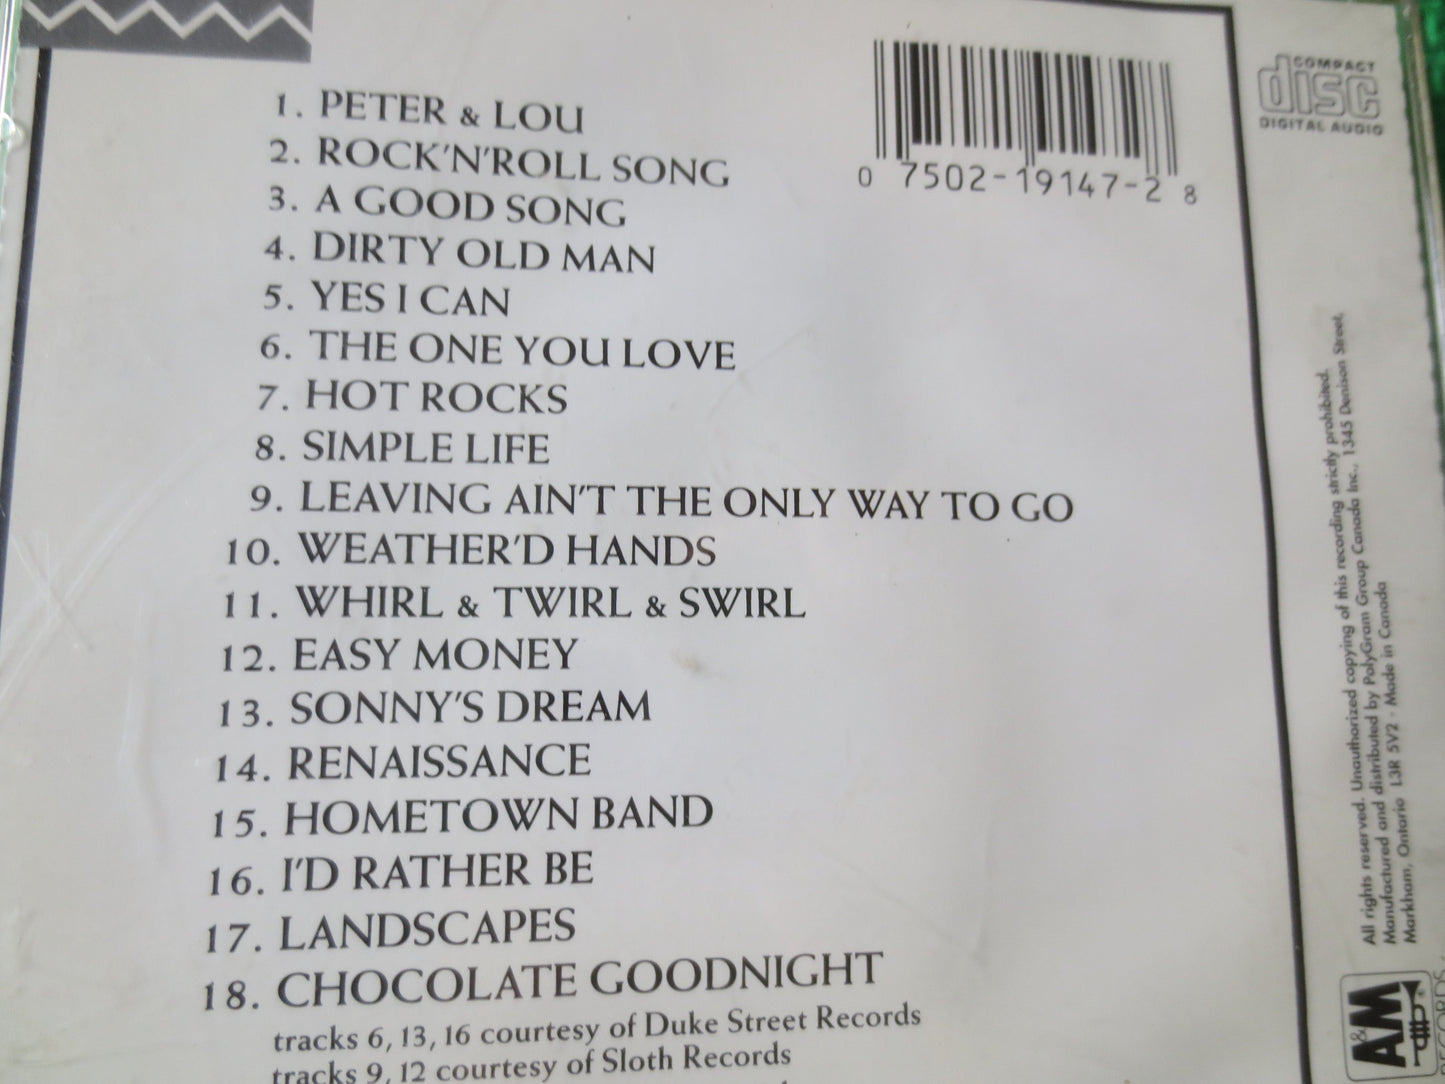 1. PETER & LOU
2. ROCK'N'ROLL SONG
3. A GOOD SONG
4. DIRTY OLD MAN
5. YES I CAN
6. THE ONE YOU LOVE
7. HOT ROCKS
8. SIMPLE LIFE
9. LEAVING AIN'T THE ONLY WAY TO GO
10. WEATHER'D HANDS
11. WHIRL & TWIRL & SWIRL
12. EASY MONEY
13. SONNY'S DREAM
14. RENAISSANCE
15. HOMETOWN BAND
16. I'D RATHER BE
17. LANDSCAPES
18. CHOCOLATE GOODNIGHT
tracks 6, 13, 16 courtesy of Duke Street Records
tracks 9, 12 courtesy of Sloth Records
0 7502-19147-2 8
COMPACT
disc
DIGITAL AUDIO
All rights reserved. Unauthorized copying of this recording strictly prohibited.
Manufactured and distributed by PolyGram Group Canada Inc., 1345 Denison Street,
Markham, Ontario L3R 5V2 · Made in Canada
A&M
RECORDS